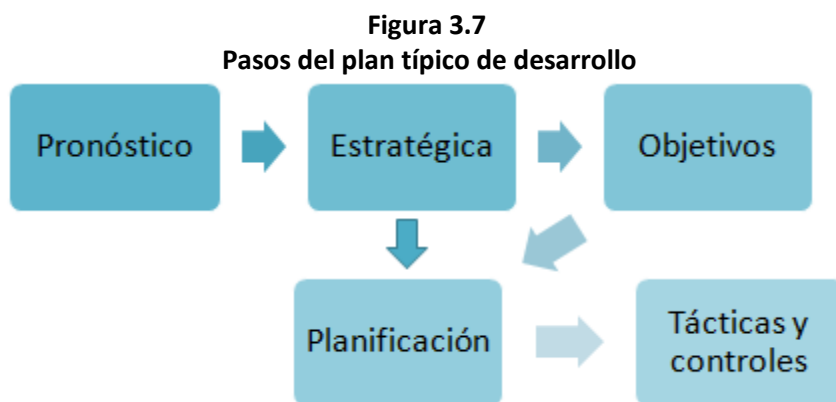 Figura 3.7
Pasos del plan típico de desarrollo
Pronóstico
Estratégica
Objetivos
Planificación
Tácticas y
controles